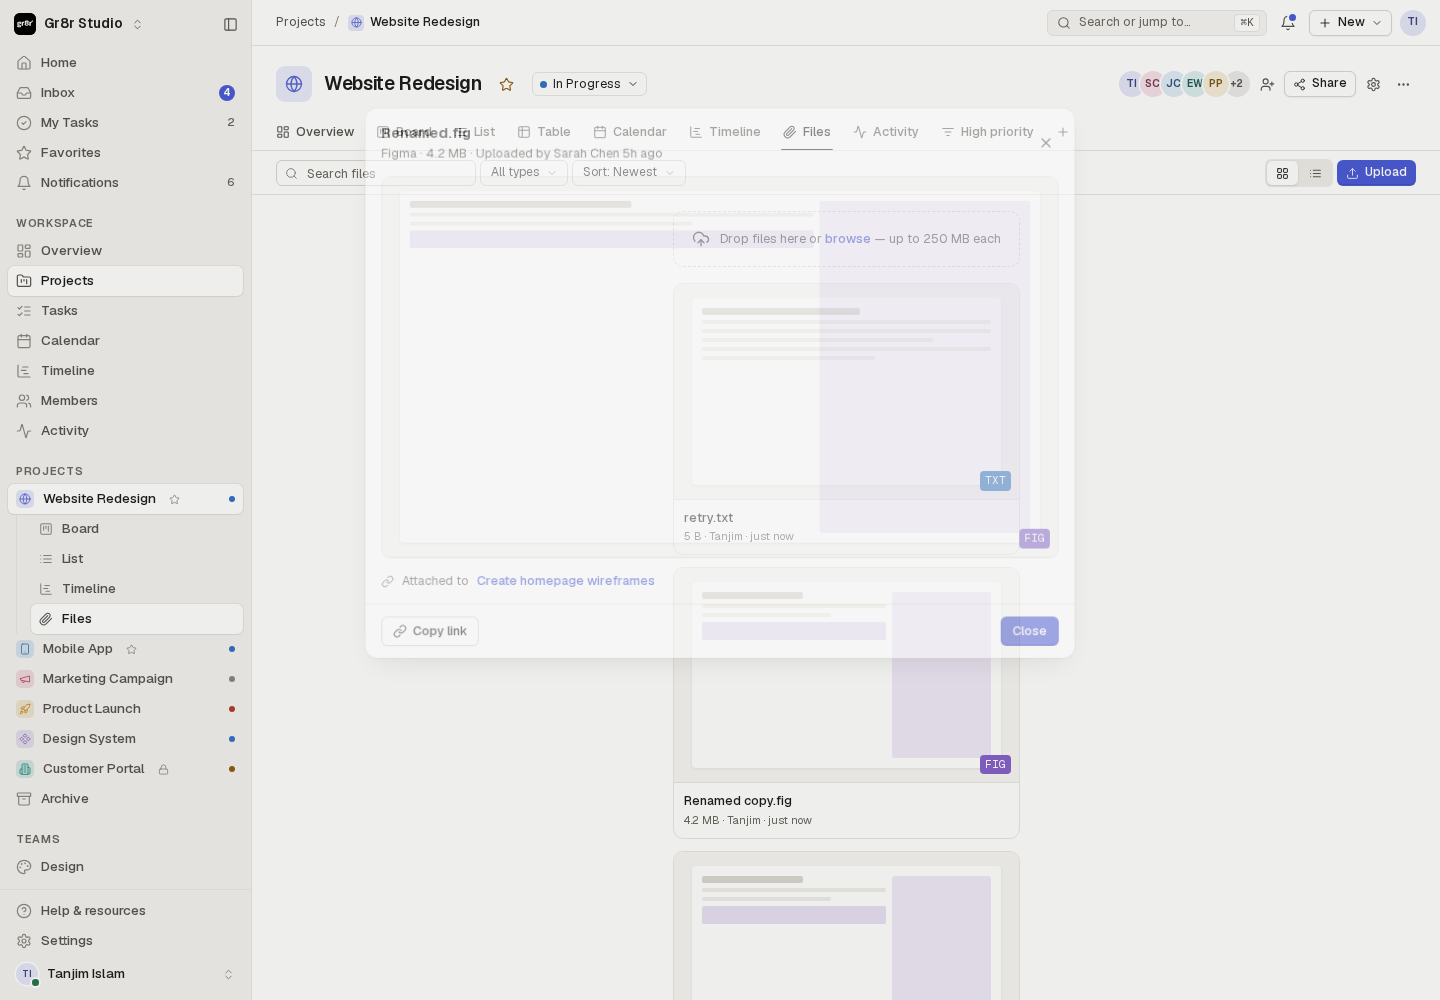 gr8r
Gr8r Studio
Home
Inbox
4
My Tasks
2
Favorites
Notifications
6
WORKSPACE
Overview
Projects
Tasks
Calendar
Timeline
Members
Activity
PROJECTS
Website Redesign
Board
List
Timeline
Files
Mobile App
Marketing Campaign
Product Launch
Design System
Customer Portal
Archive
TEAMS
Design
Help & resources
Settings
TI
Tanjim Islam
Projects / Website Redesign
Search or jump to...
⌘K
New
TI
Website Redesign
In Progress
TI SC JC EW PP +2
Share
Overview Board List Table Calendar Timeline Files Activity High priority
Search files
All types
Sort: Newest
Upload
Renamed.fig
Figma · 4.2 MB · Uploaded by Sarah Chen 5h ago
Drop files here or browse — up to 250 MB each
TXT
retry.txt
5 B · Tanjim · just now
FIG
Attached to Create homepage wireframes
Copy link
Close
FIG
Renamed copy.fig
4.2 MB · Tanjim · just now